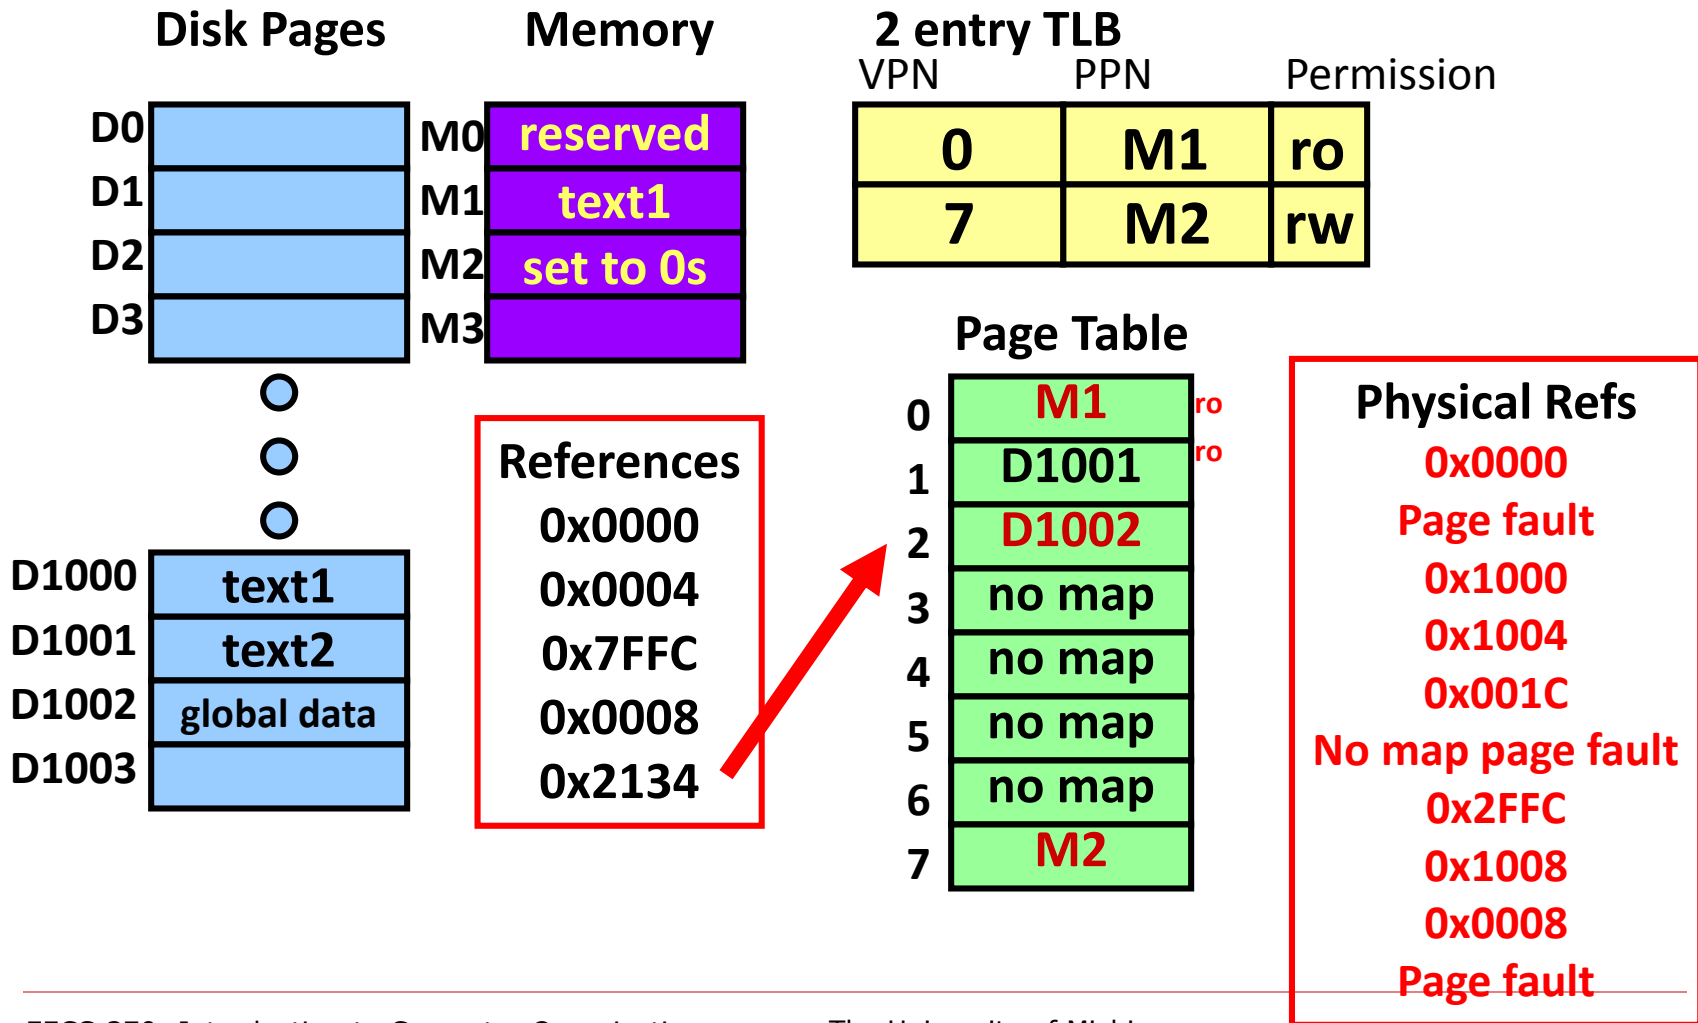 Disk Pages
Memory
2 entry TLB
VPN PPN Permission
D0
D1
D2
D3
M0 reserved
M1 text1
M2 set to 0s
M3
0 M1 ro
7 M2 rw
D1000 text1
D1001 text2
D1002 global data
D1003
References
0x0000
0x0004
0x7FFC
0x0008
0x2134
Page Table
0 M1 ro
1 D1001 ro
2 D1002
3 no map
4 no map
5 no map
6 no map
7 M2
Physical Refs
0x0000
Page fault
0x1000
0x1004
0x001C
No map page fault
0x2FFC
0x1008
0x0008
Page fault